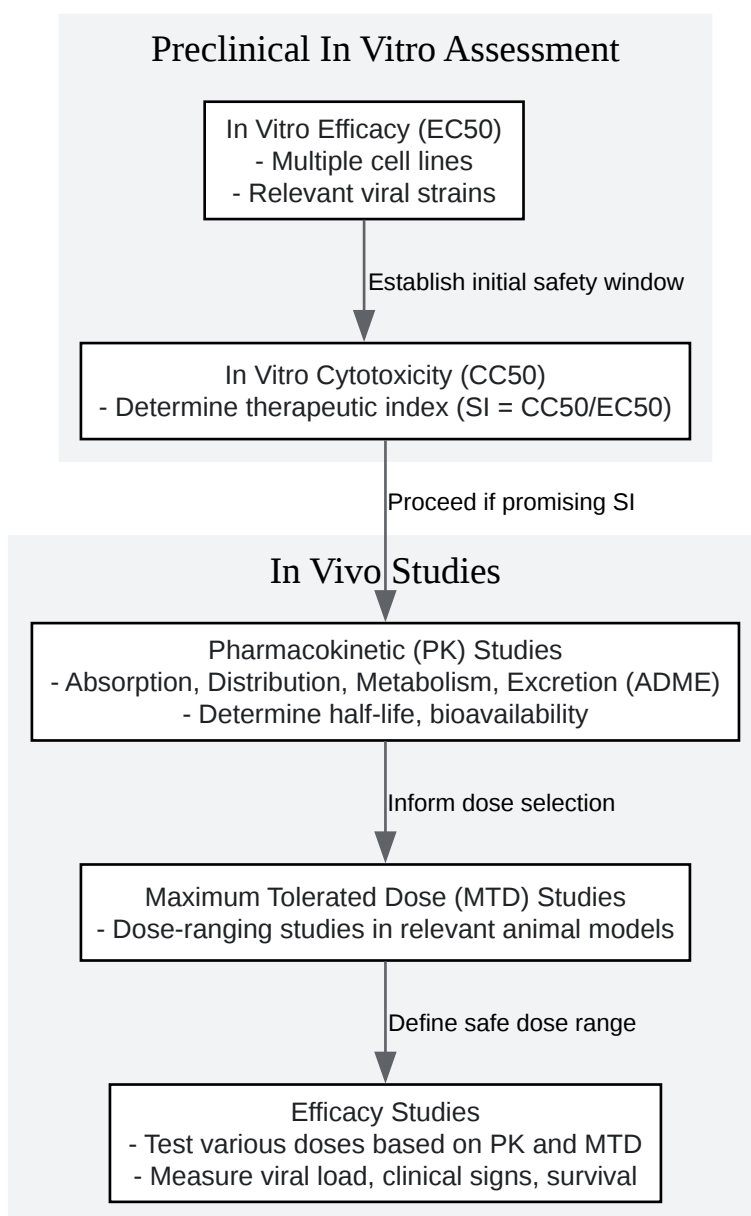 Preclinical In Vitro Assessment
In Vitro Efficacy (EC50)
- Multiple cell lines
- Relevant viral strains
Establish initial safety window
In Vitro Cytotoxicity (CC50)
- Determine therapeutic index (SI = CC50/EC50)
Proceed if promising SI
In Vivo Studies
Pharmacokinetic (PK) Studies
- Absorption, Distribution, Metabolism, Excretion (ADME)
- Determine half-life, bioavailability
Inform dose selection
Maximum Tolerated Dose (MTD) Studies
- Dose-ranging studies in relevant animal models
Define safe dose range
Efficacy Studies
- Test various doses based on PK and MTD
- Measure viral load, clinical signs, survival